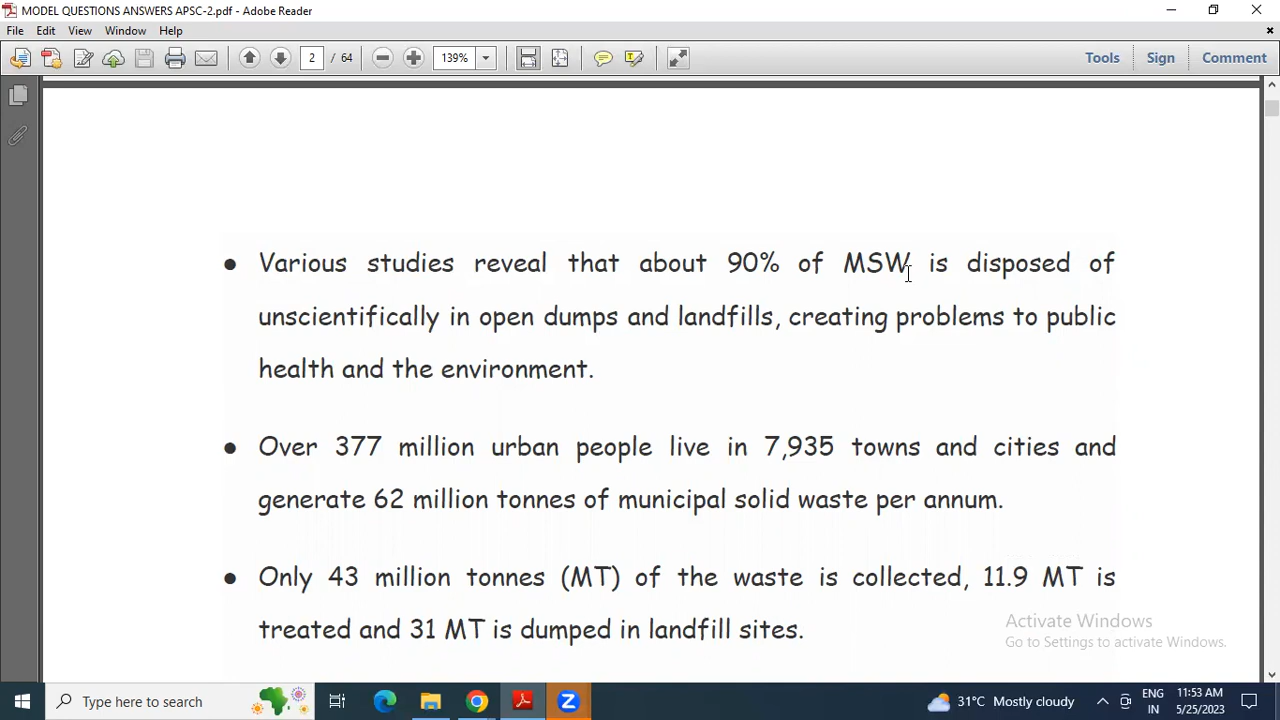 MODEL QUESTIONS ANSWERS APSC-2.pdf - Adobe Reader
File Edit View Window Help
2 / 64 139% Tools Sign Comment
● Various studies reveal that about 90% of MSW is disposed of
unscientifically in open dumps and landfills, creating problems to public
health and the environment.
● Over 377 million urban people live in 7,935 towns and cities and
generate 62 million tonnes of municipal solid waste per annum.
● Only 43 million tonnes (MT) of the waste is collected, 11.9 MT is
treated and 31 MT is dumped in landfill sites.
Activate Windows
Go to Settings to activate Windows.
Type here to search
31°C Mostly cloudy
ENG
IN
11:53 AM
5/25/2023